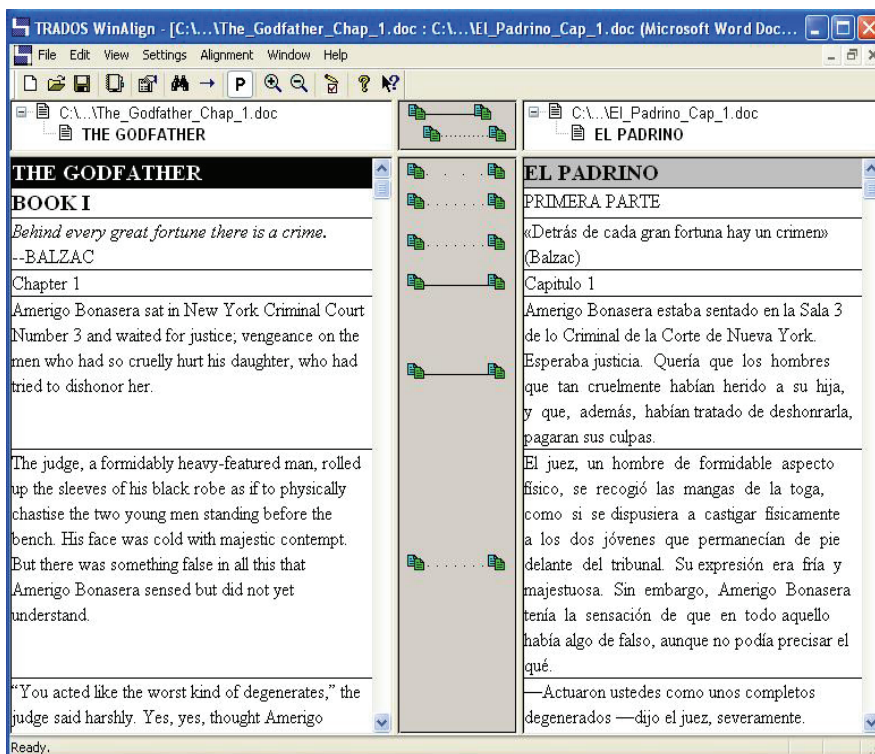 TRADOS WinAlign - [C:\...\The_Godfather_Chap_1.doc : C:\...\El_Padrino_Cap_1.doc (Microsoft Word Doc...
File Edit View Settings Alignment Window Help
P
C:\...\The_Godfather_Chap_1.doc
THE GODFATHER
C:\...\El_Padrino_Cap_1.doc
EL PADRINO
THE GODFATHER
BOOK I
Behind every great fortune there is a crime.
--BALZAC
Chapter 1
Amerigo Bonasera sat in New York Criminal Court
Number 3 and waited for justice; vengeance on the
men who had so cruelly hurt his daughter, who had
tried to dishonor her.
The judge, a formidably heavy-featured man, rolled
up the sleeves of his black robe as if to physically
chastise the two young men standing before the
bench. His face was cold with majestic contempt.
But there was something false in all this that
Amerigo Bonasera sensed but did not yet
understand.
“You acted like the worst kind of degenerates,” the
judge said harshly. Yes, yes, thought Amerigo
EL PADRINO
PRIMERA PARTE
«Detrás de cada gran fortuna hay un crimen»
(Balzac)
Capitulo 1
Amerigo Bonasera estaba sentado en la Sala 3
de lo Criminal de la Corte de Nueva York.
Esperaba justicia. Quería que los hombres
que tan cruelmente habían herido a su hija,
y que, además, habían tratado de deshonrarla,
pagaran sus culpas.
El juez, un hombre de formidable aspecto
físico, se recogió las mangas de la toga,
como si se dispusiera a castigar físicamente
a los dos jóvenes que permanecían de pie
delante del tribunal. Su expresión era fría y
majestuosa. Sin embargo, Amerigo Bonasera
tenía la sensación de que en todo aquello
había algo de falso, aunque no podía precisar el
qué.
—Actuaron ustedes como unos completos
degenerados —dijo el juez, severamente.
Ready.